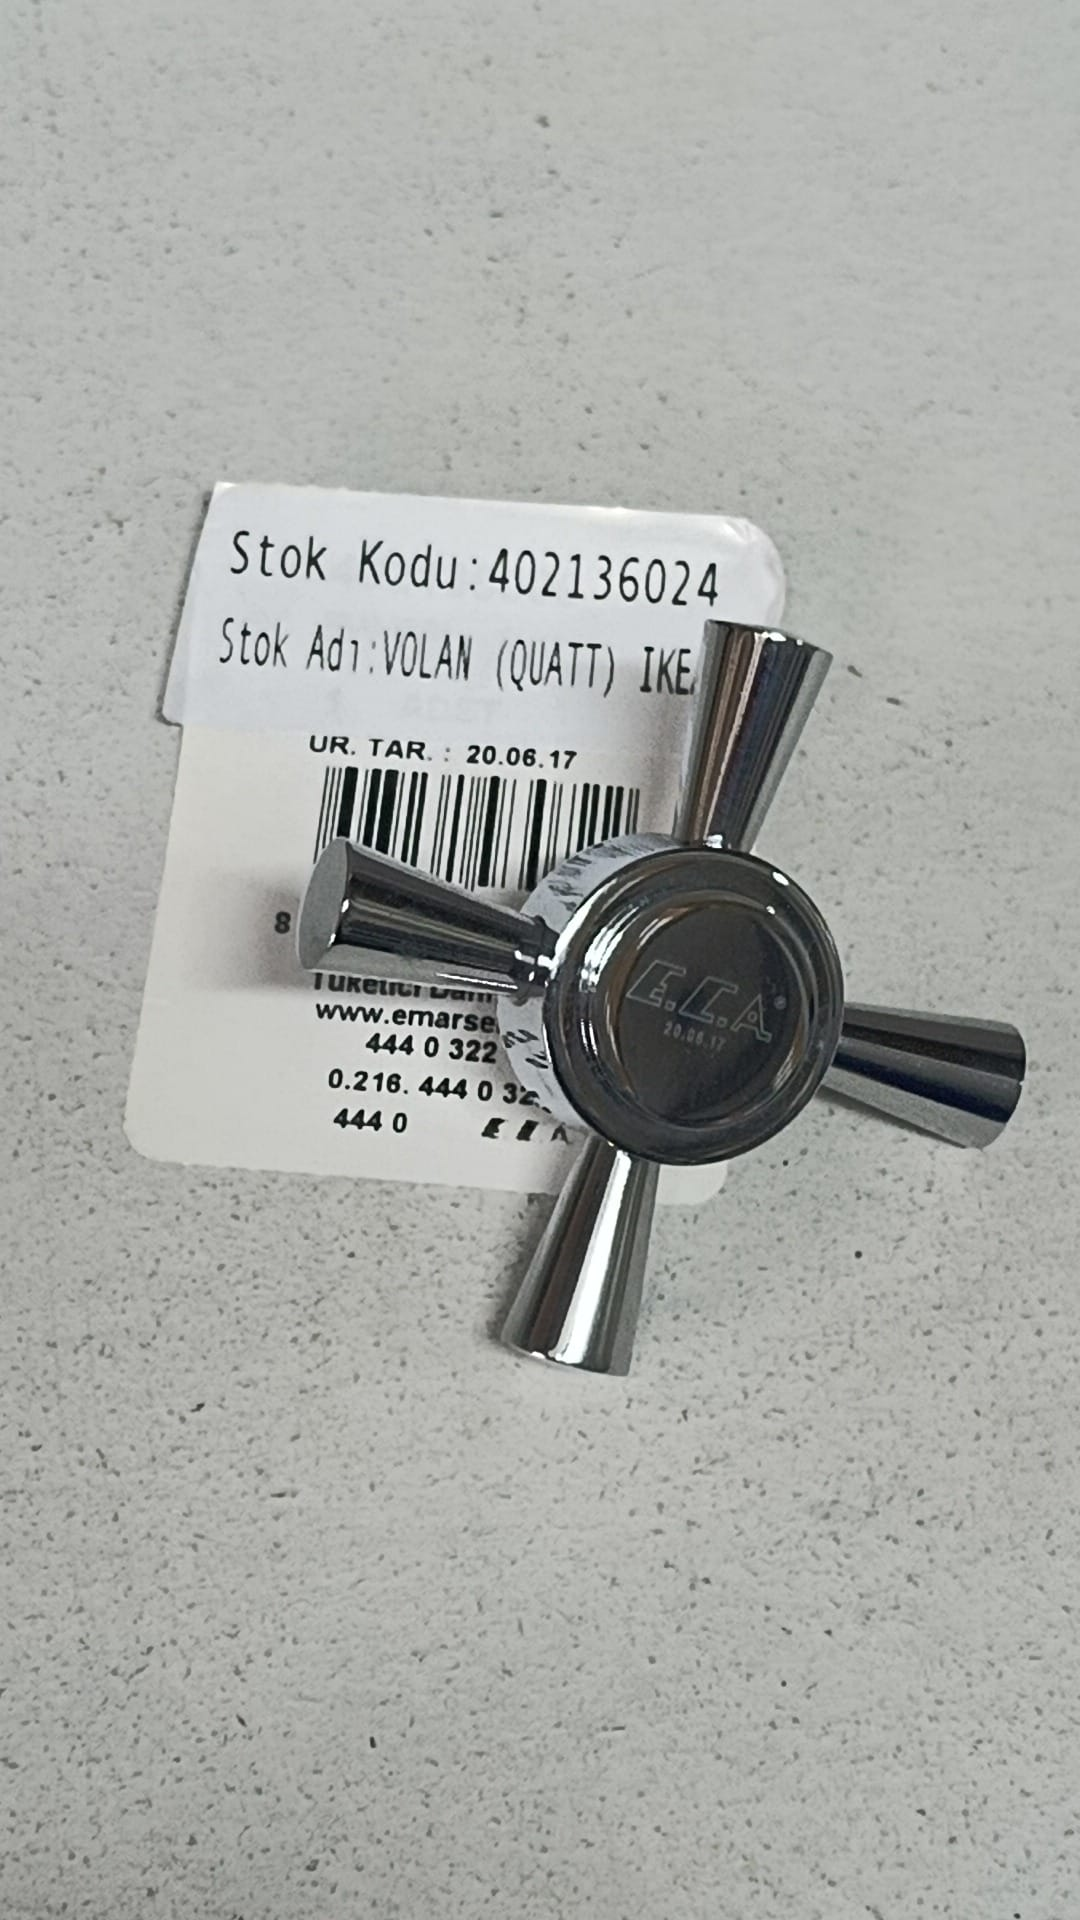 Stok Kodu:402136024
Stok Adı:VOLAN (QUATT) IKE
UR. TAR. : 20.06.17
8
Tüketici
www.emarse
444 0 322
0.216. 444 0 32
444 0
E.C.A
E.C.A®
20.06.17